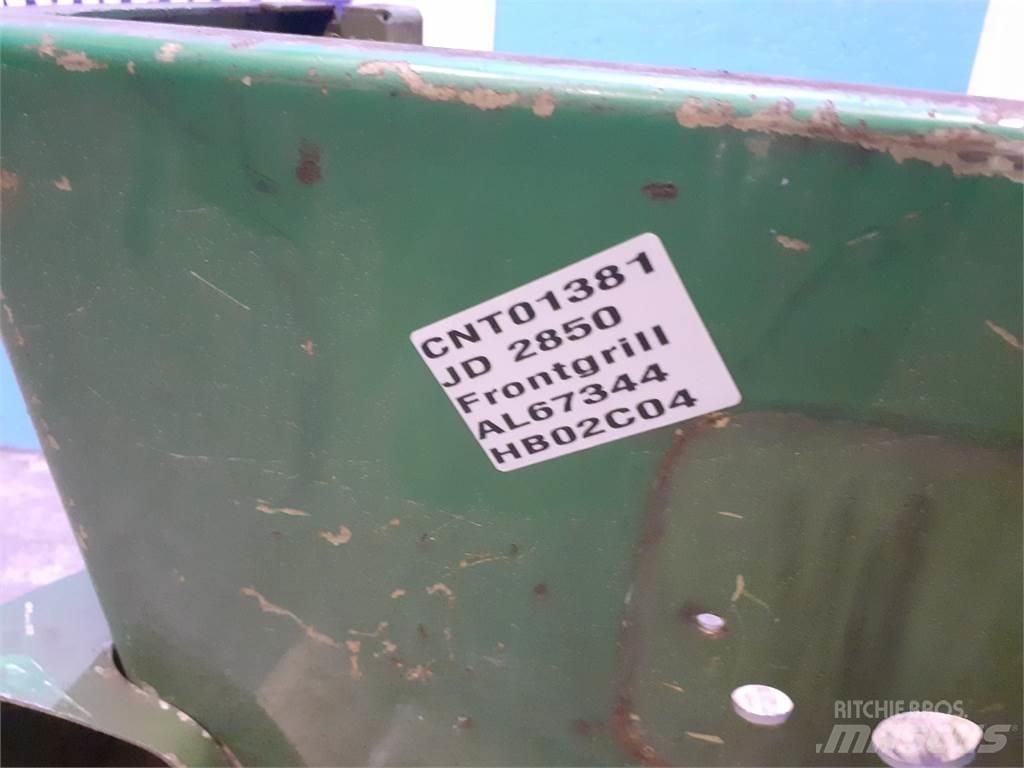 CNT01381
JD 2850
Frontgrill
AL67344
HB02C04
RITCHIE BROS.
MASCUS